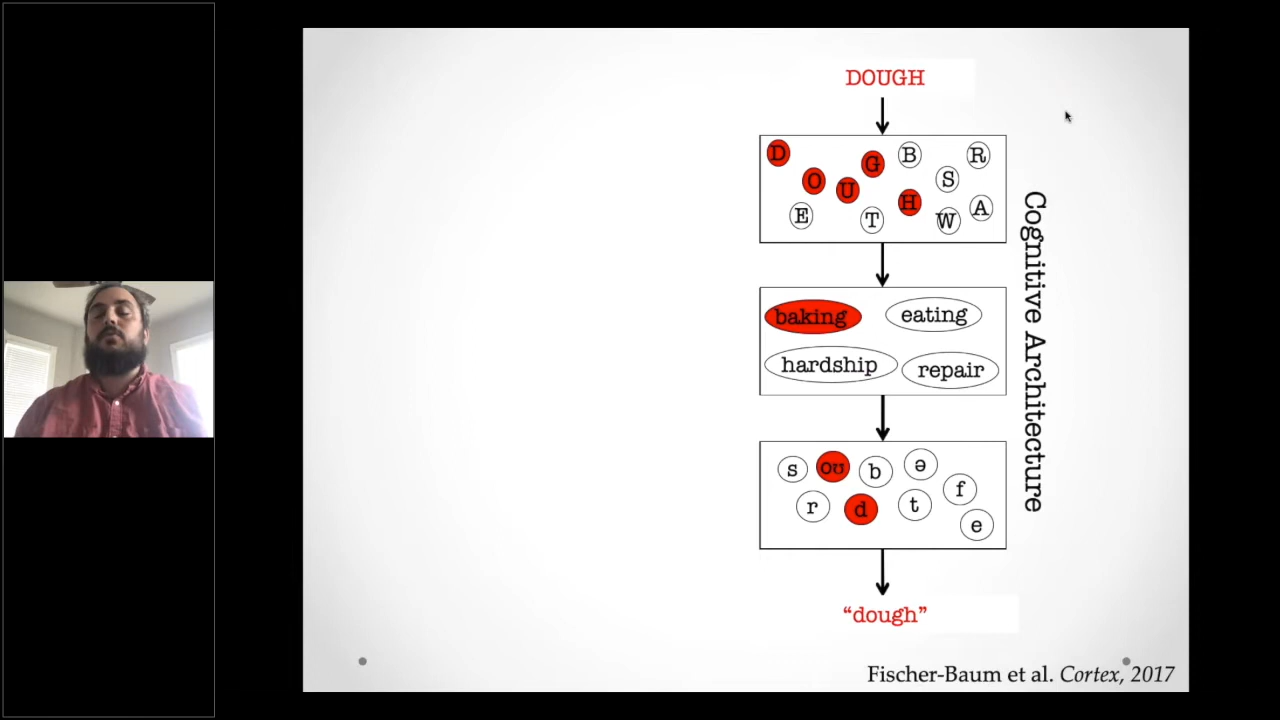 DOUGH
D O U G H B R S E T W A
baking eating
hardship repair
s oʊ b ə f
r d t e
“dough”
Cognitive Architecture
Fischer-Baum et al. Cortex, 2017